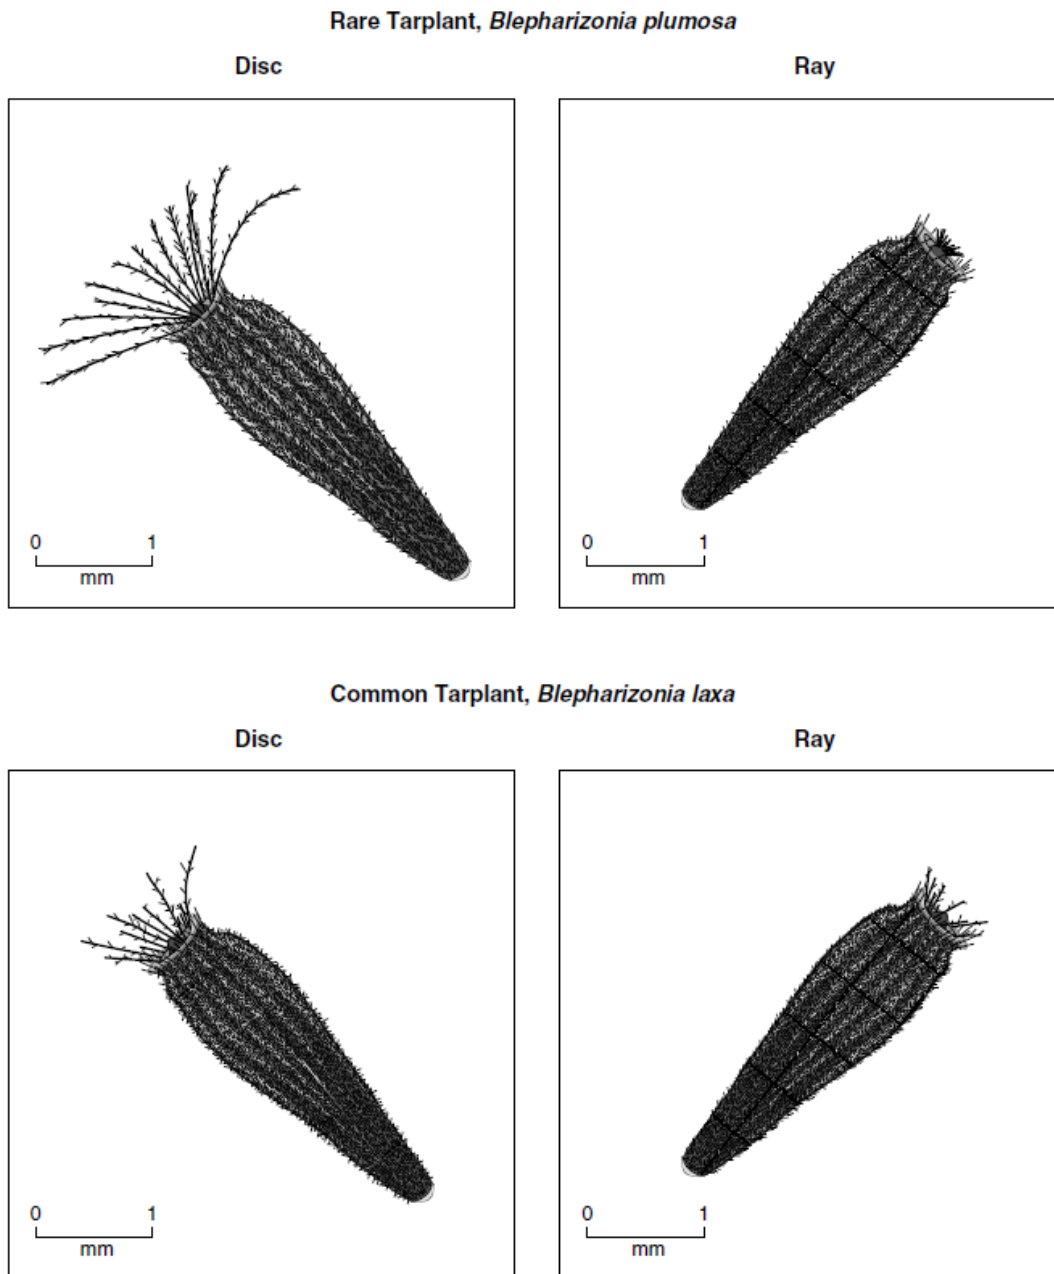 Rare Tarplant, Blepharizonia plumosa
Disc
Ray
0 1
mm
0 1
mm
Common Tarplant, Blepharizonia laxa
Disc
Ray
0 1
mm
0 1
mm